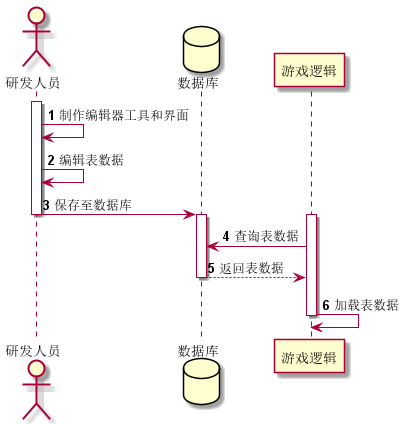 研发人员 数据库 游戏逻辑
1 制作编辑器工具和界面
2 编辑表数据
3 保存至数据库
4 查询表数据
5 返回表数据
6 加载表数据
研发人员 数据库 游戏逻辑